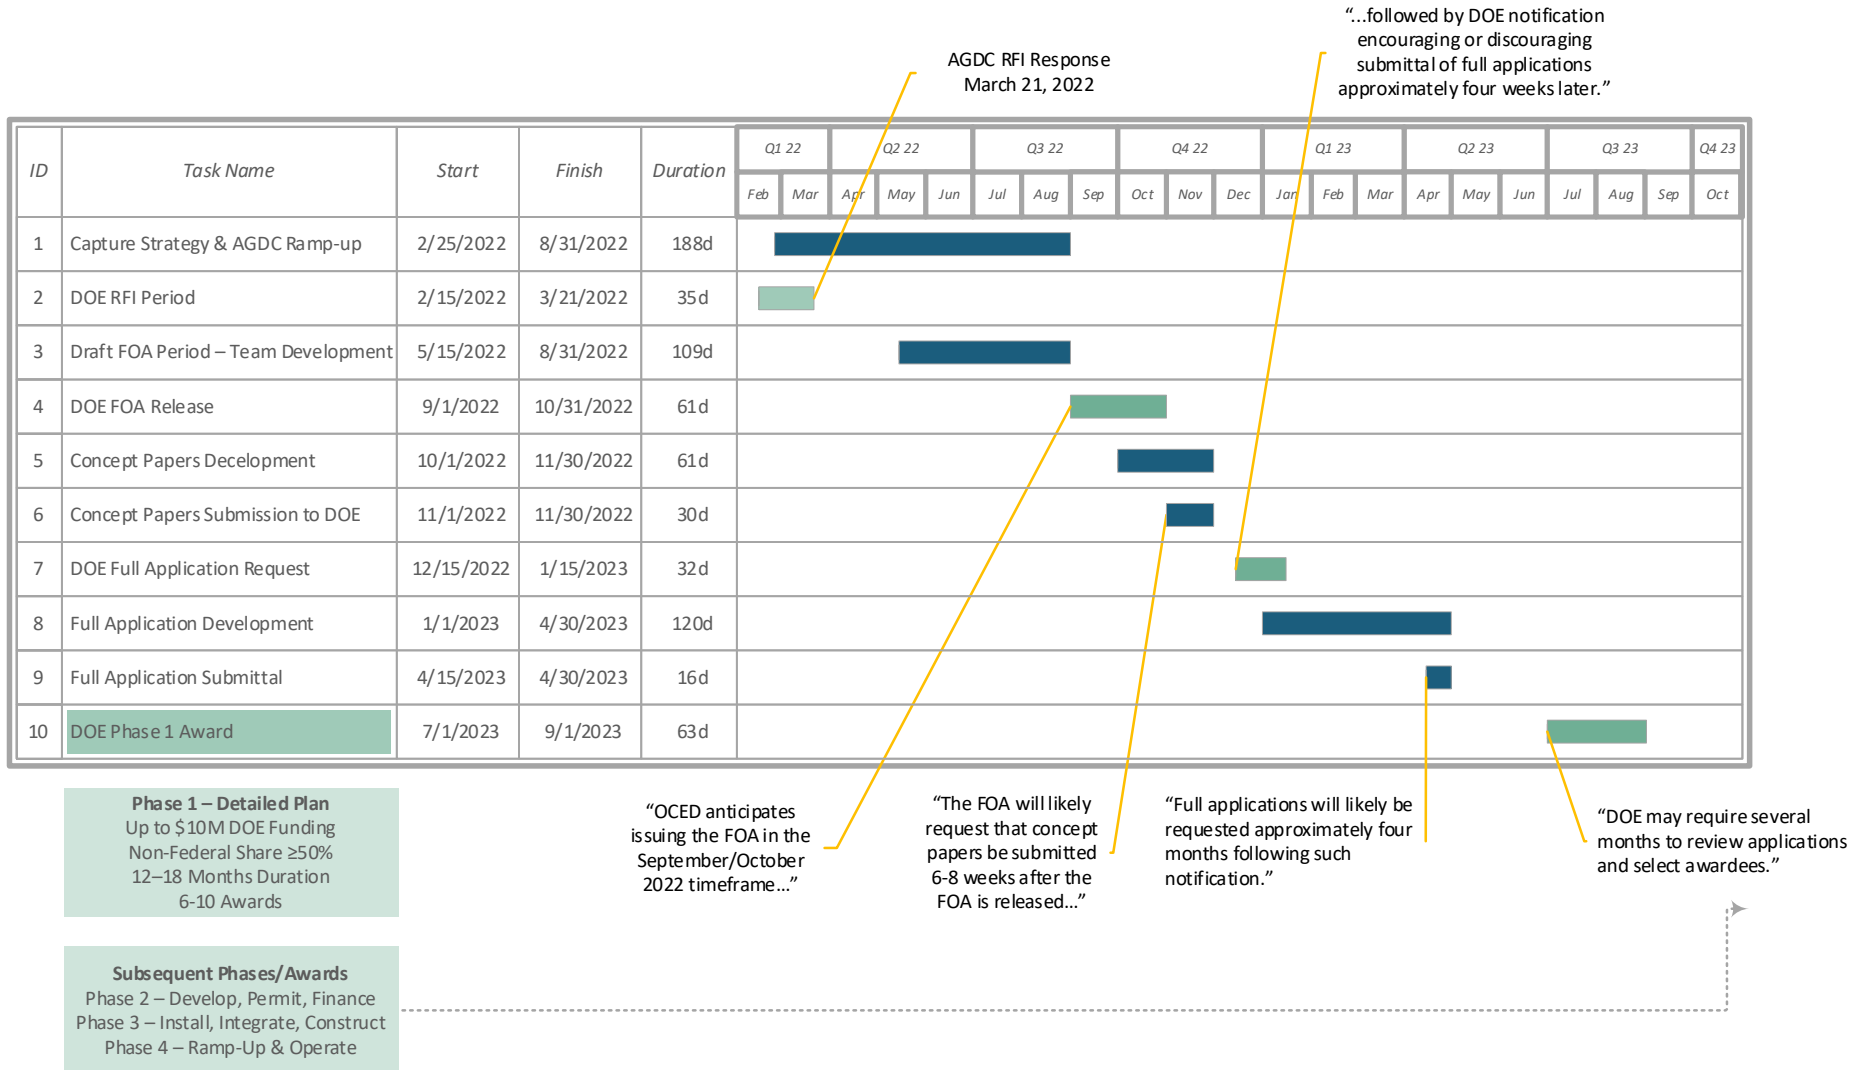 “...followed by DOE notification
encouraging or discouraging
submittal of full applications
approximately four weeks later.”
AGDC RFI Response
March 21, 2022
ID Task Name Start Finish Duration Q1 22 Q2 22 Q3 22 Q4 22 Q1 23 Q2 23 Q3 23 Q4 23
Feb Mar Apr May Jun Jul Aug Sep Oct Nov Dec Jan Feb Mar Apr May Jun Jul Aug Sep Oct
1 Capture Strategy & AGDC Ramp-up 2/25/2022 8/31/2022 188d
2 DOE RFI Period 2/15/2022 3/21/2022 35d
3 Draft FOA Period – Team Development 5/15/2022 8/31/2022 109d
4 DOE FOA Release 9/1/2022 10/31/2022 61d
5 Concept Papers Decelopment 10/1/2022 11/30/2022 61d
6 Concept Papers Submission to DOE 11/1/2022 11/30/2022 30d
7 DOE Full Application Request 12/15/2022 1/15/2023 32d
8 Full Application Development 1/1/2023 4/30/2023 120d
9 Full Application Submittal 4/15/2023 4/30/2023 16d
10 DOE Phase 1 Award 7/1/2023 9/1/2023 63d
Phase 1 – Detailed Plan
Up to $10M DOE Funding
Non-Federal Share ≥50%
12–18 Months Duration
6-10 Awards
“OCED anticipates
issuing the FOA in the
September/October
2022 timeframe...”
“The FOA will likely
request that concept
papers be submitted
6-8 weeks after the
FOA is released...”
“Full applications will likely be
requested approximately four
months following such
notification.”
“DOE may require several
months to review applications
and select awardees.”
Subsequent Phases/Awards
Phase 2 – Develop, Permit, Finance
Phase 3 – Install, Integrate, Construct
Phase 4 – Ramp-Up & Operate